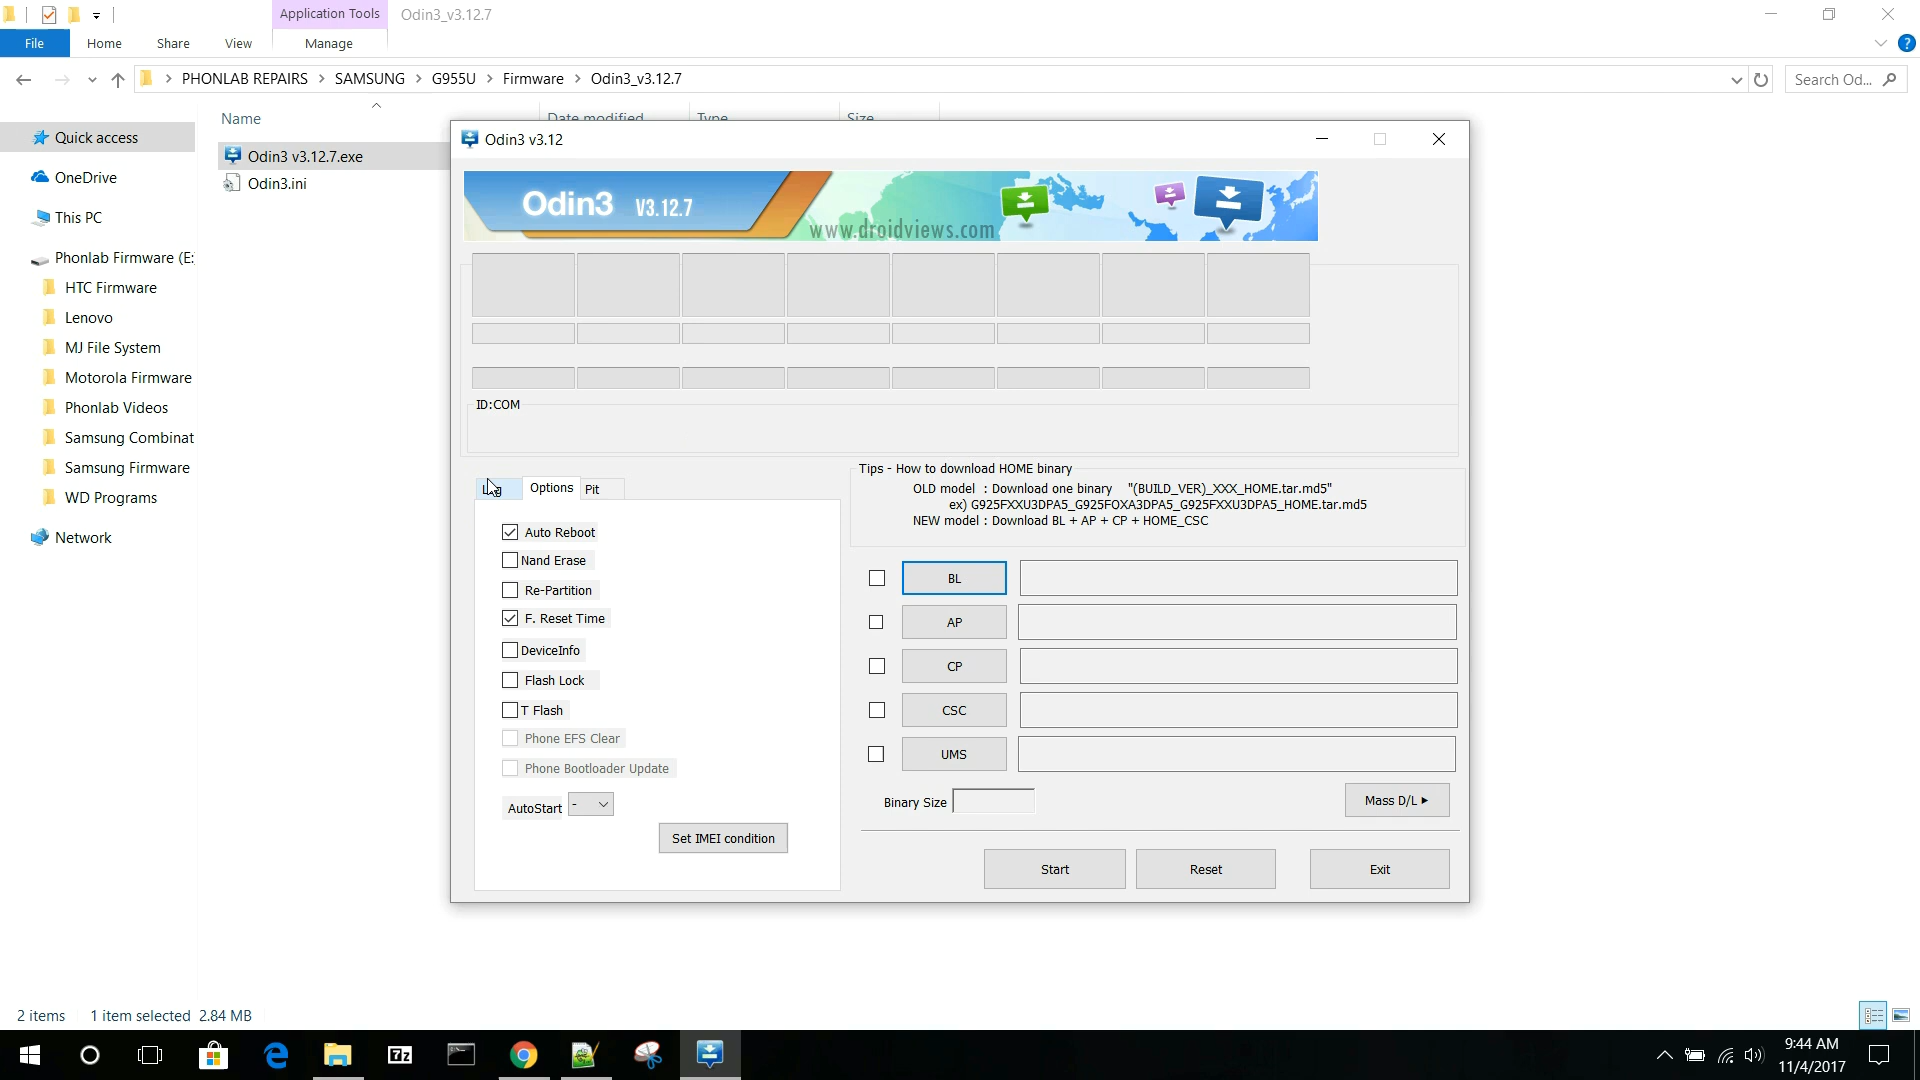 Application Tools
Odin3_v3.12.7
File
Home
Share
View
Manage
PHONLAB REPAIRS
SAMSUNG
G955U
Firmware
Odin3_v3.12.7
Search Od...
Name
Date modified
Type
Size
Quick access
OneDrive
This PC
Phonlab Firmware (E:
HTC Firmware
Lenovo
MJ File System
Motorola Firmware
Phonlab Videos
Samsung Combinat
Samsung Firmware
WD Programs
Network
Odin3 v3.12.7.exe
Odin3.ini
Odin3 v3.12
Odin3 V3.12.7
www.droidviews.com
ID:COM
Options
Pit
Auto Reboot
Nand Erase
Re-Partition
F. Reset Time
DeviceInfo
Flash Lock
T Flash
Phone EFS Clear
Phone Bootloader Update
AutoStart
-
Set IMEI condition
Tips - How to download HOME binary
OLD model : Download one binary "(BUILD_VER)_XXX_HOME.tar.md5"
ex) G925FXXU3DPA5_G925FOXA3DPA5_G925FXXU3DPA5_HOME.tar.md5
NEW model : Download BL + AP + CP + HOME_CSC
BL
AP
CP
CSC
UMS
Binary Size
Mass D/L
Start
Reset
Exit
2 items
1 item selected 2.84 MB
7z
9:44 AM
11/4/2017